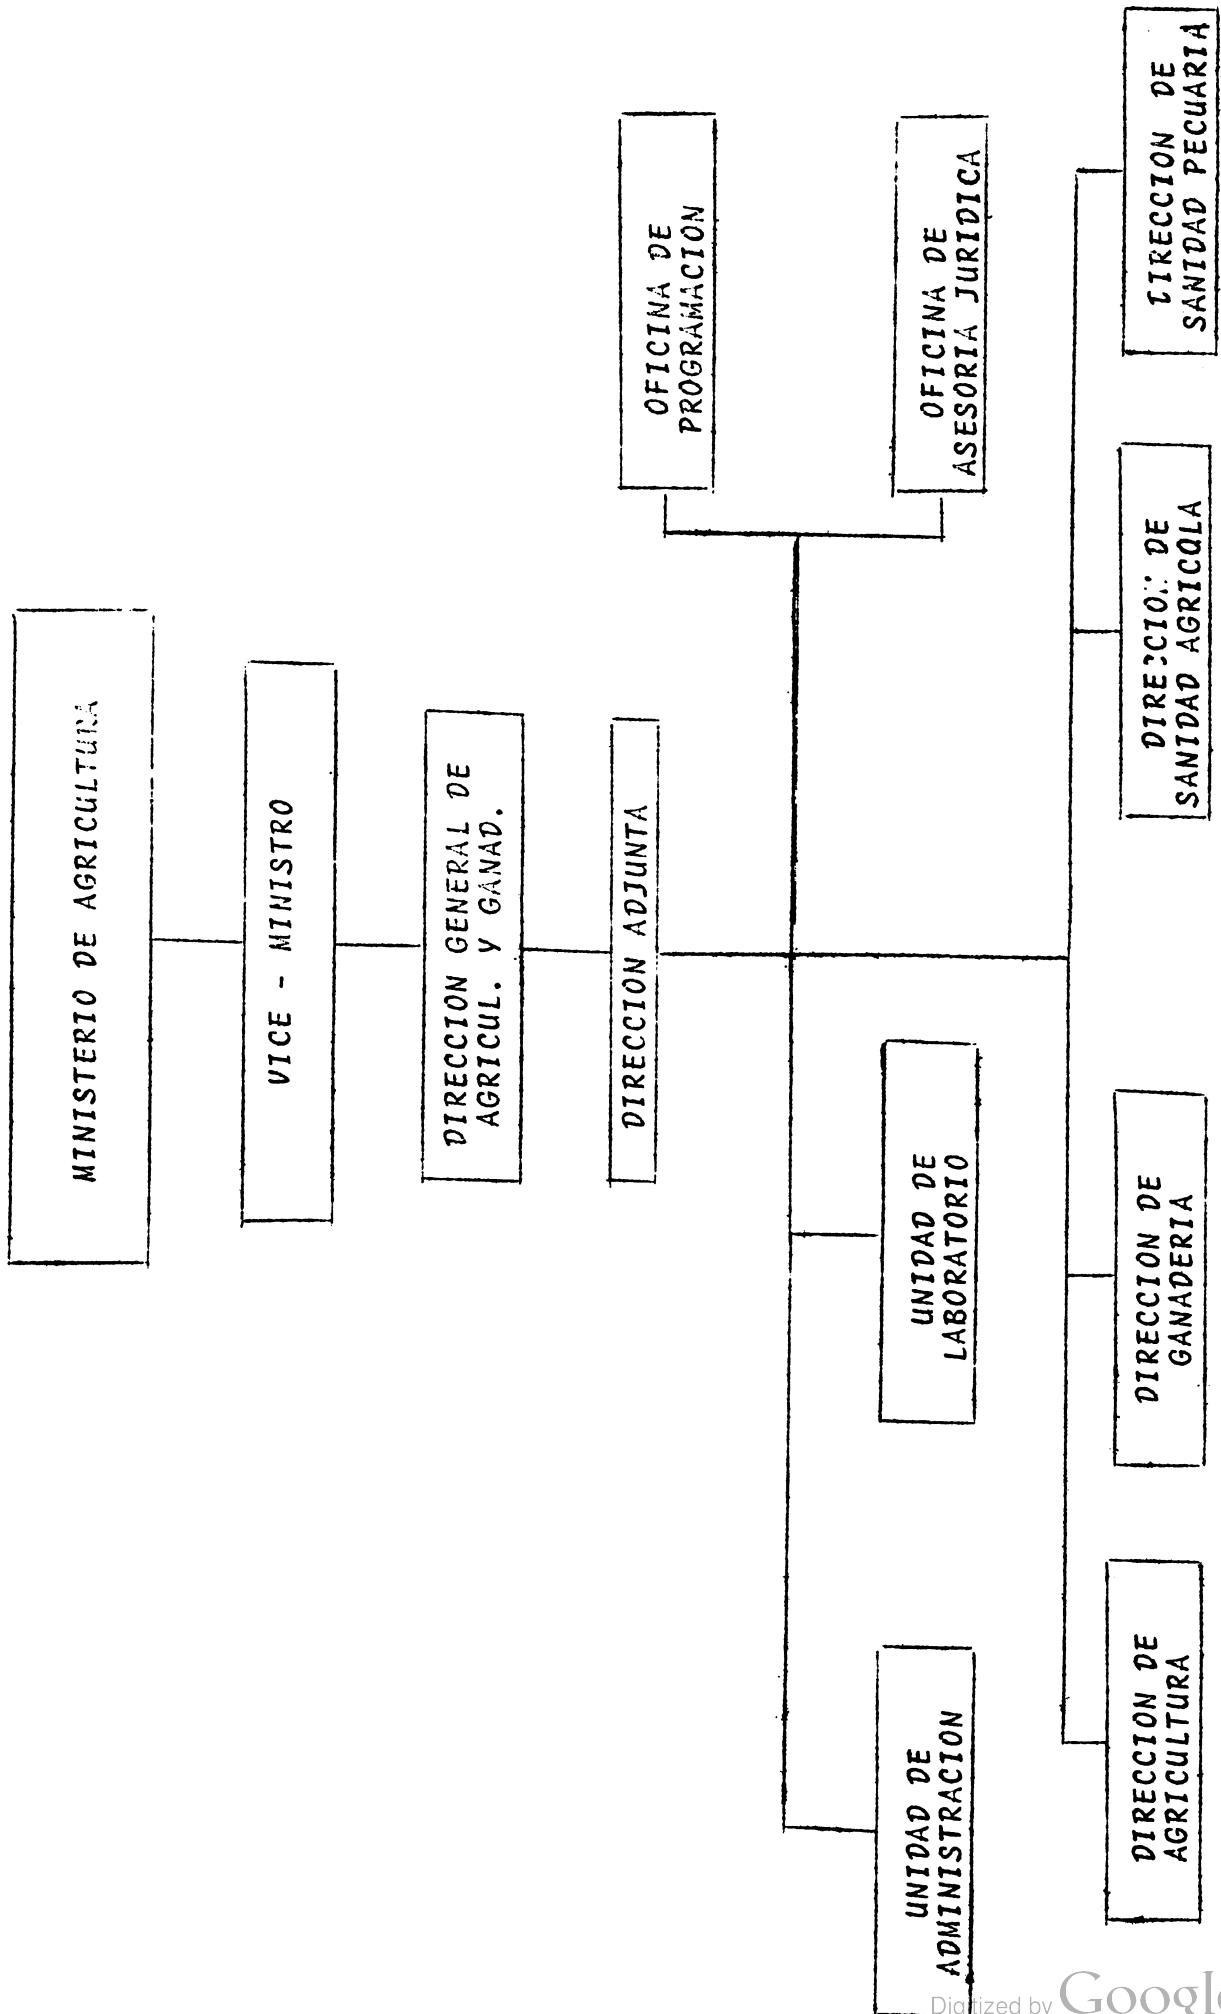 MINISTERIO DE AGRICULTURA
VICE - MINISTRO
DIRECCION GENERAL DE
AGRICUL. Y GANAD.
DIRECCION ADJUNTA
OFICINA DE
PROGRAMACION
OFICINA DE
ASESORIA JURIDICA
UNIDAD DE
ADMINISTRACION
UNIDAD DE
LABORATORIO
DIRECCION DE
AGRICULTURA
DIRECCION DE
GANADERIA
DIRECCION DE
SANIDAD AGRICOLA
DIRECCION DE
SANIDAD PECUARIA
Digitized by Google